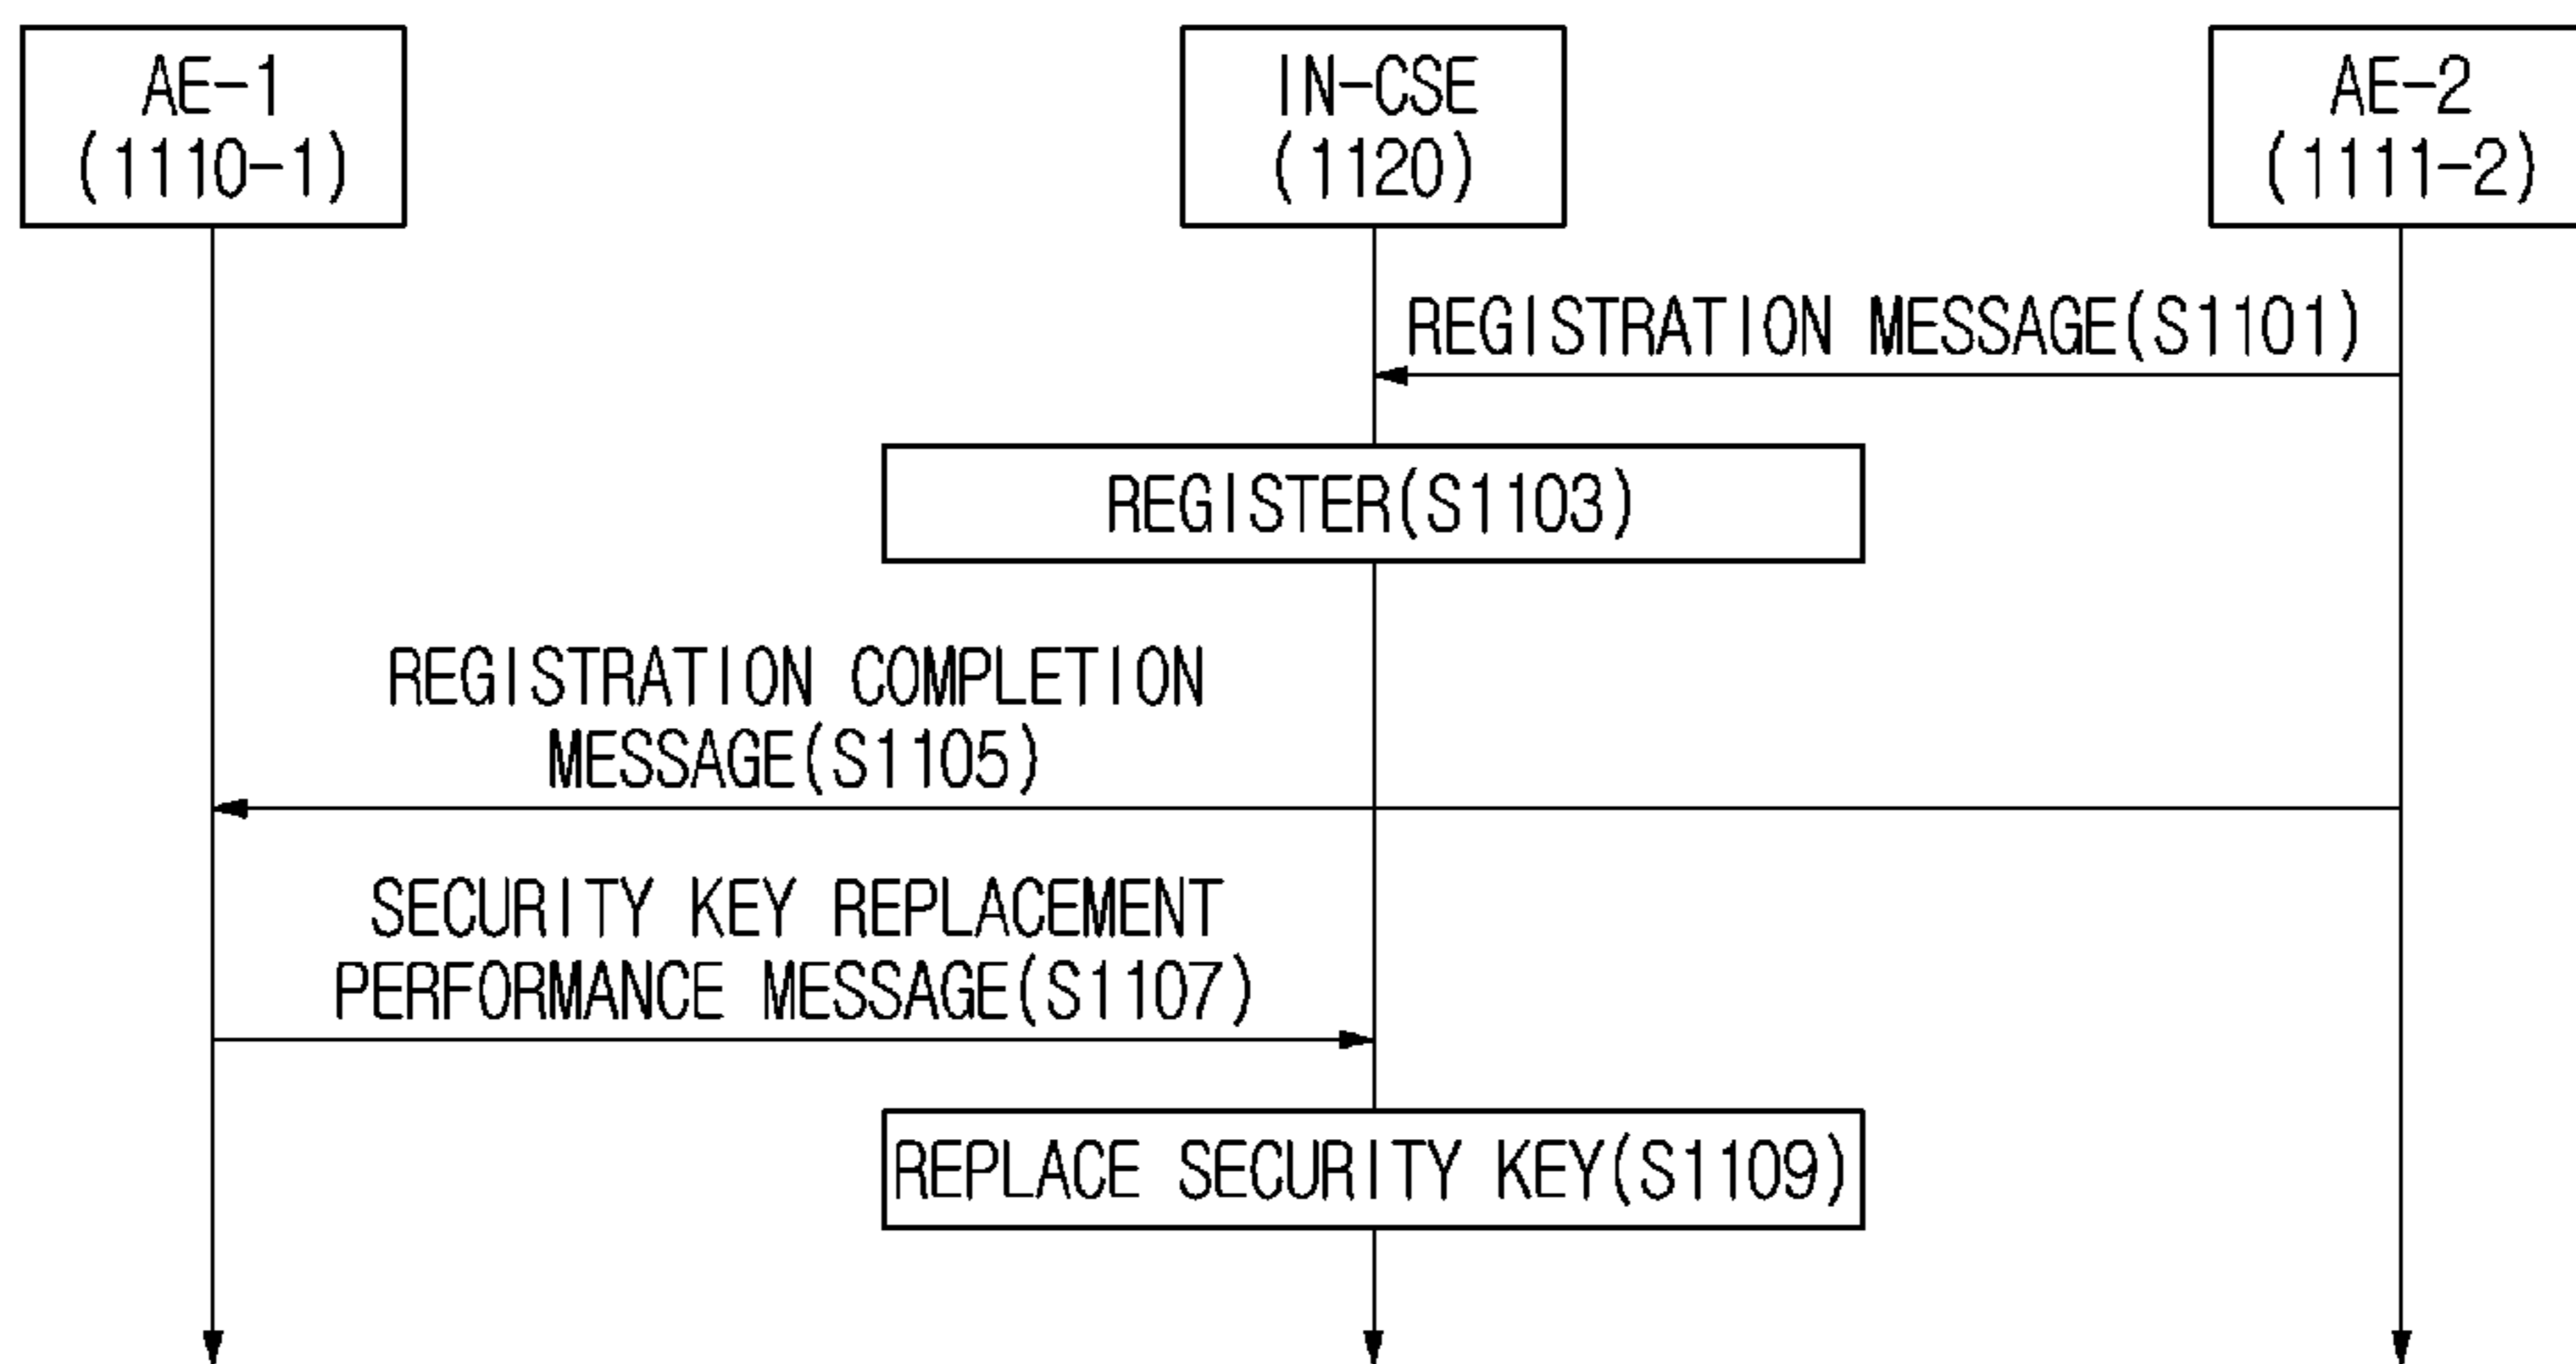 AE-1
(1110-1)
IN-CSE
(1120)
AE-2
(1111-2)
REGISTRATION MESSAGE(S1101)
REGISTER(S1103)
REGISTRATION COMPLETION
MESSAGE(S1105)
SECURITY KEY REPLACEMENT
PERFORMANCE MESSAGE(S1107)
REPLACE SECURITY KEY(S1109)